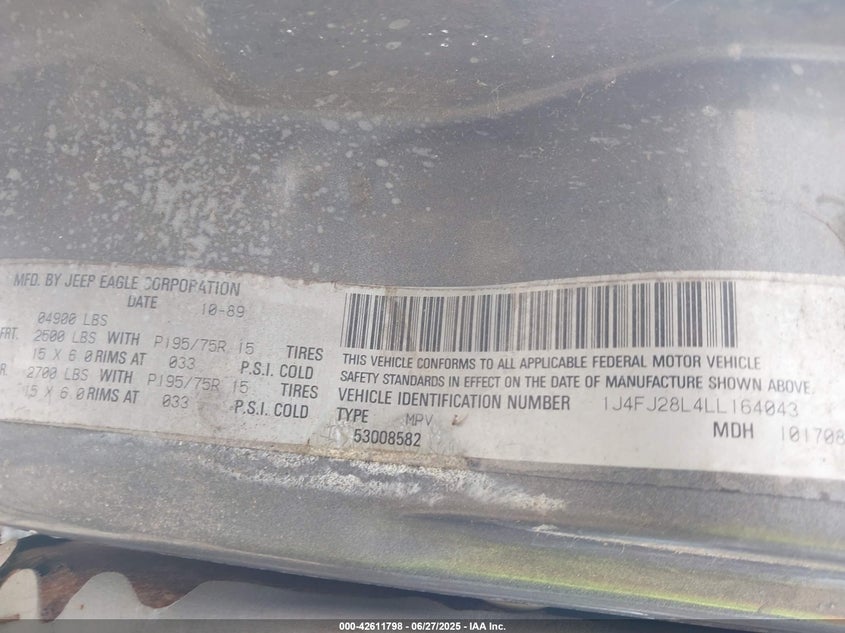 MFD. BY JEEP EAGLE CORPORATION
DATE 10-89
04900 LBS
FRT. 2500 LBS WITH P195/75R 15 TIRES
15 X 6.0 RIMS AT 033 P.S.I. COLD
R 2700 LBS WITH P195/75R 15 TIRES
15 X 6.0 RIMS AT 033 P.S.I. COLD
THIS VEHICLE CONFORMS TO ALL APPLICABLE FEDERAL MOTOR VEHICLE
SAFETY STANDARDS IN EFFECT ON THE DATE OF MANUFACTURE SHOWN ABOVE.
VEHICLE IDENTIFICATION NUMBER 1J4FJ28L4LL164043
TYPE MPV MDH 101708
53008582
000-42611798 - 06/27/2025 - IAA Inc.